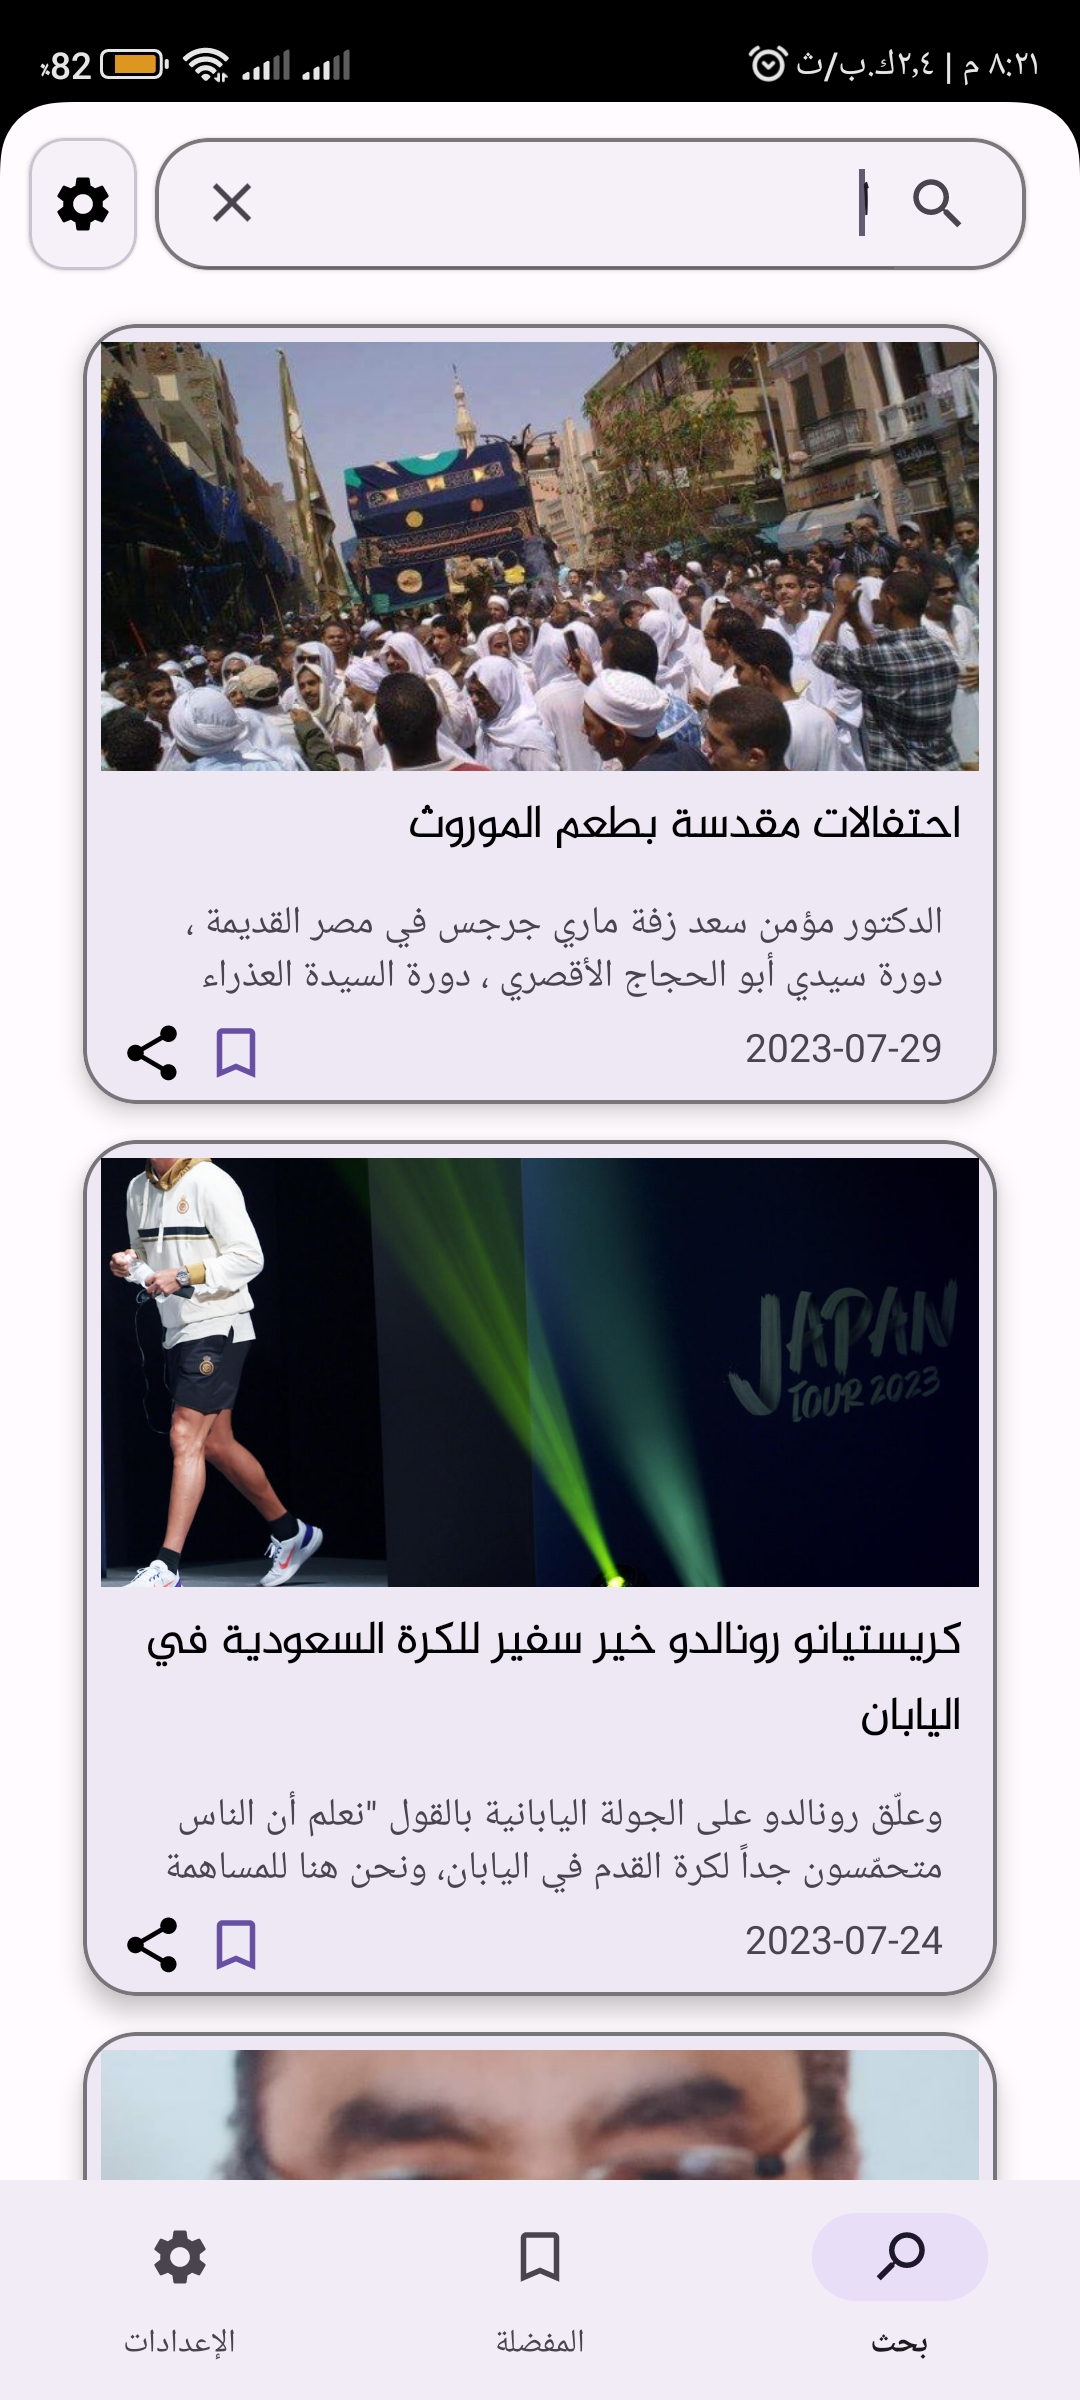 ٨:٢١ م | ٢,٤ك.ب/ث
82٪
احتفالات مقدسة بطعم الموروث
الدكتور مؤمن سعد زفة ماري جرجس في مصر القديمة ،
دورة سيدي أبو الحجاج الأقصري ، دورة السيدة العذراء
2023-07-29
JAPAN
TOUR 2023
كريستيانو رونالدو خير سفير للكرة السعودية في
اليابان
وعلّق رونالدو على الجولة اليابانية بالقول "نعلم أن الناس
متحمّسون جداً لكرة القدم في اليابان، ونحن هنا للمساهمة
2023-07-24
بحث
المفضلة
الإعدادات